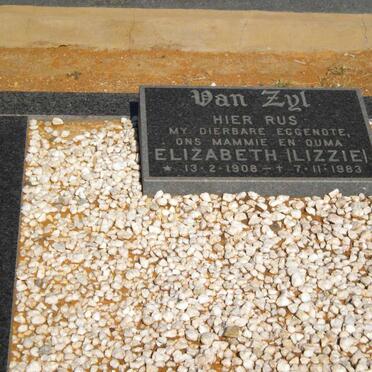 Van Zyl
HIER RUS
MY DIERBARE EGGENOTE,
ONS MAMMIE EN OUMA
ELIZABETH (LIZZIE)
* 13-2-1908 - + 7-11-1983